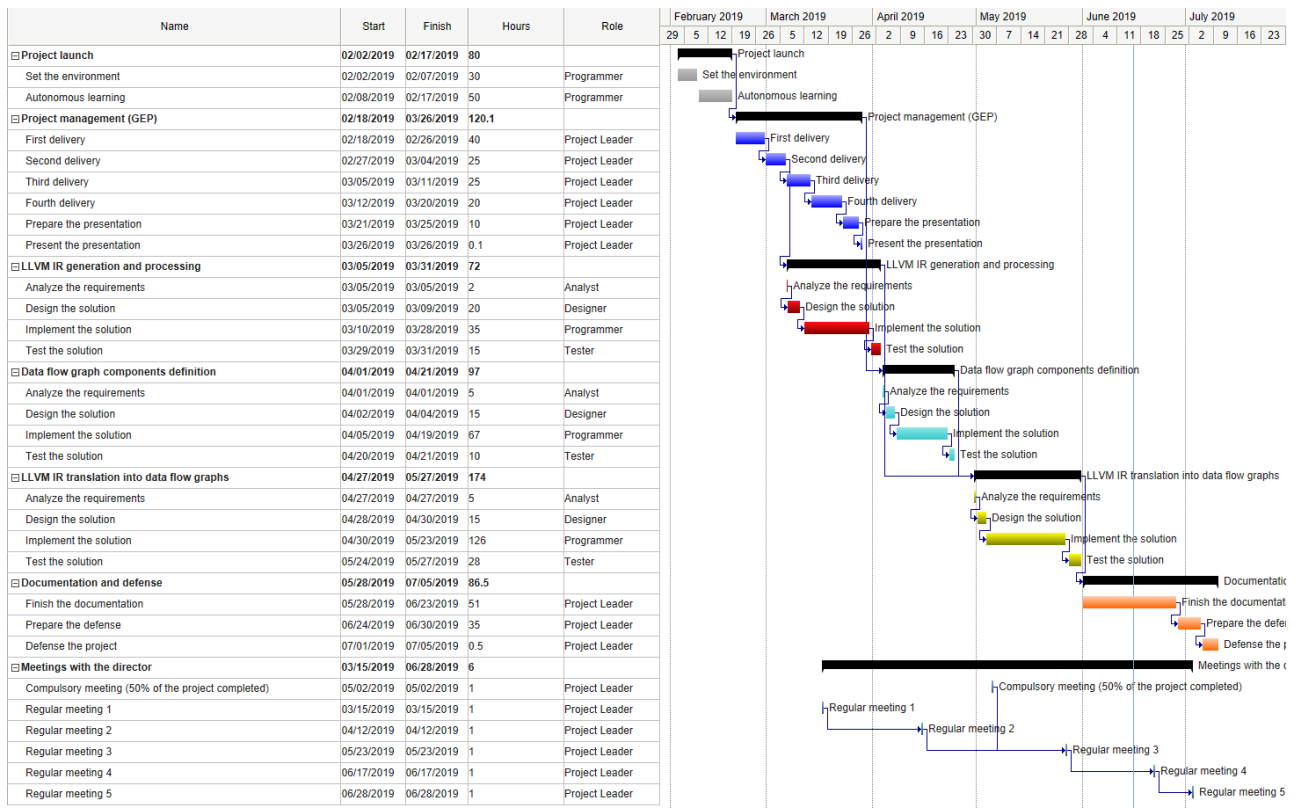 Name Start Finish Hours Role February 2019 March 2019 April 2019 May 2019 June 2019 July 2019
29 5 12 19 26 5 12 19 26 2 9 16 23 30 7 14 21 28 4 11 18 25 2 9 16 23
Project launch 02/02/2019 02/17/2019 80 Project launch
Set the environment 02/02/2019 02/07/2019 30 Programmer Set the environment
Autonomous learning 02/08/2019 02/17/2019 50 Programmer Autonomous learning
Project management (GEP) 02/18/2019 03/26/2019 120.1 Project management (GEP)
First delivery 02/18/2019 02/26/2019 40 Project Leader First delivery
Second delivery 02/27/2019 03/04/2019 25 Project Leader Second delivery
Third delivery 03/05/2019 03/11/2019 25 Project Leader Third delivery
Fourth delivery 03/12/2019 03/20/2019 20 Project Leader Fourth delivery
Prepare the presentation 03/21/2019 03/25/2019 10 Project Leader Prepare the presentation
Present the presentation 03/26/2019 03/26/2019 0.1 Project Leader Present the presentation
LLVM IR generation and processing 03/05/2019 03/31/2019 72 LLVM IR generation and processing
Analyze the requirements 03/05/2019 03/05/2019 2 Analyst Analyze the requirements
Design the solution 03/05/2019 03/09/2019 20 Designer Design the solution
Implement the solution 03/10/2019 03/28/2019 35 Programmer Implement the solution
Test the solution 03/29/2019 03/31/2019 15 Tester Test the solution
Data flow graph components definition 04/01/2019 04/21/2019 97 Data flow graph components definition
Analyze the requirements 04/01/2019 04/01/2019 5 Analyst Analyze the requirements
Design the solution 04/02/2019 04/04/2019 15 Designer Design the solution
Implement the solution 04/05/2019 04/19/2019 67 Programmer Implement the solution
Test the solution 04/20/2019 04/21/2019 10 Tester Test the solution
LLVM IR translation into data flow graphs 04/27/2019 05/27/2019 174 LLVM IR translation into data flow graphs
Analyze the requirements 04/27/2019 04/27/2019 5 Analyst Analyze the requirements
Design the solution 04/28/2019 04/30/2019 15 Designer Design the solution
Implement the solution 04/30/2019 05/23/2019 126 Programmer Implement the solution
Test the solution 05/24/2019 05/27/2019 28 Tester Test the solution
Documentation and defense 05/28/2019 07/05/2019 86.5 Documentatic
Finish the documentation 05/28/2019 06/23/2019 51 Project Leader Finish the documentati
Prepare the defense 06/24/2019 06/30/2019 35 Project Leader Prepare the defe
Defense the project 07/01/2019 07/05/2019 0.5 Project Leader Defense the p
Meetings with the director 03/15/2019 06/28/2019 6 Meetings with the c
Compulsory meeting (50% of the project completed) 05/02/2019 05/02/2019 1 Project Leader Compulsory meeting (50% of the project completed)
Regular meeting 1 03/15/2019 03/15/2019 1 Project Leader Regular meeting 1
Regular meeting 2 04/12/2019 04/12/2019 1 Project Leader Regular meeting 2
Regular meeting 3 05/23/2019 05/23/2019 1 Project Leader Regular meeting 3
Regular meeting 4 06/17/2019 06/17/2019 1 Project Leader Regular meeting 4
Regular meeting 5 06/28/2019 06/28/2019 1 Project Leader Regular meeting 5